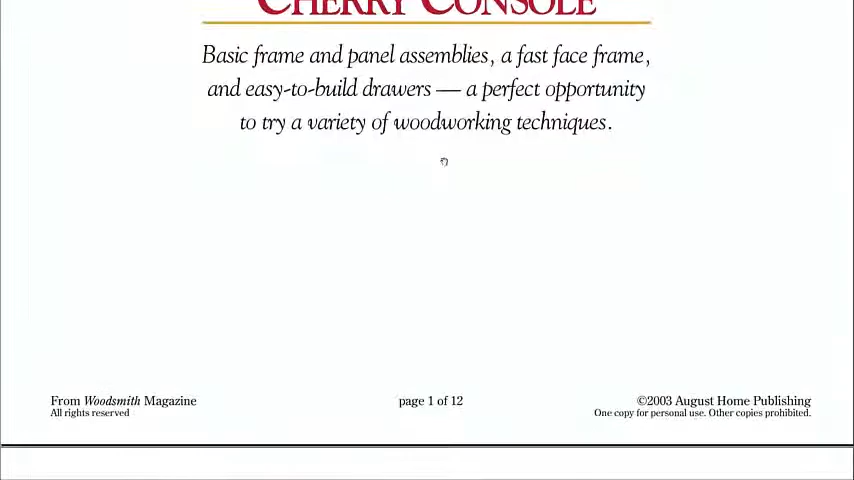 CHERRY CONSOLE
Basic frame and panel assemblies, a fast face frame,
and easy-to-build drawers — a perfect opportunity
to try a variety of woodworking techniques.
From Woodsmith Magazine
All rights reserved
page 1 of 12
©2003 August Home Publishing
One copy for personal use. Other copies prohibited.